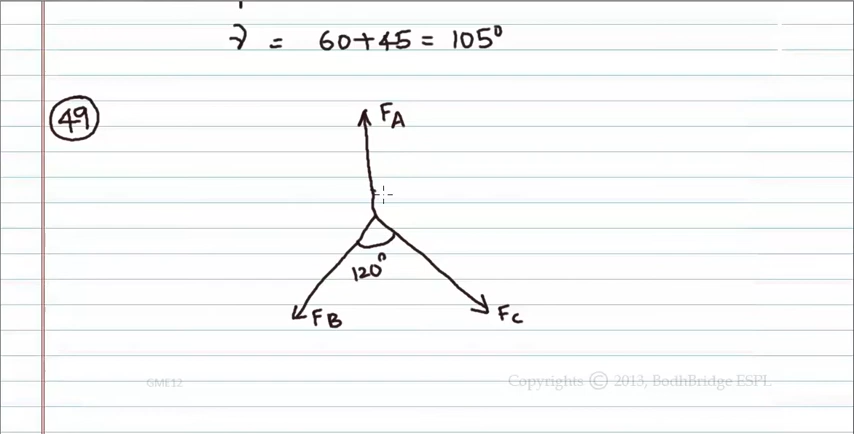 γ = 60+45 = 105°
49
FA
120°
FB
FC
GME12
Copyrights © 2013, BodhBridge ESPL